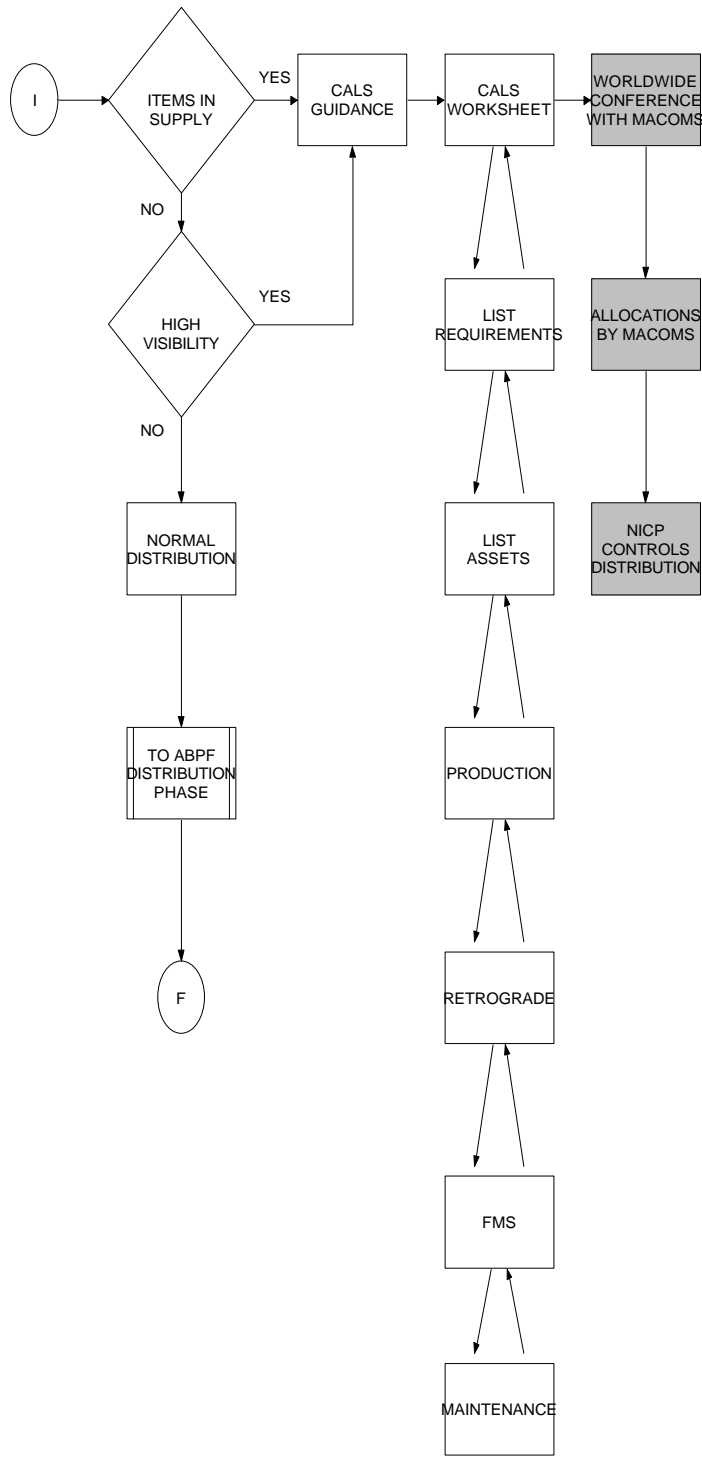 I
ITEMS IN
SUPPLY
YES
CALS
GUIDANCE
CALS
WORKSHEET
WORLDWIDE
CONFERENCE
WITH MACOMS
NO
HIGH
VISIBILITY
YES
LIST
REQUIREMENTS
ALLOCATIONS
BY MACOMS
NO
NORMAL
DISTRIBUTION
LIST
ASSETS
NICP
CONTROLS
DISTRIBUTION
TO ABPF
DISTRIBUTION
PHASE
PRODUCTION
F
RETROGRADE
FMS
MAINTENANCE